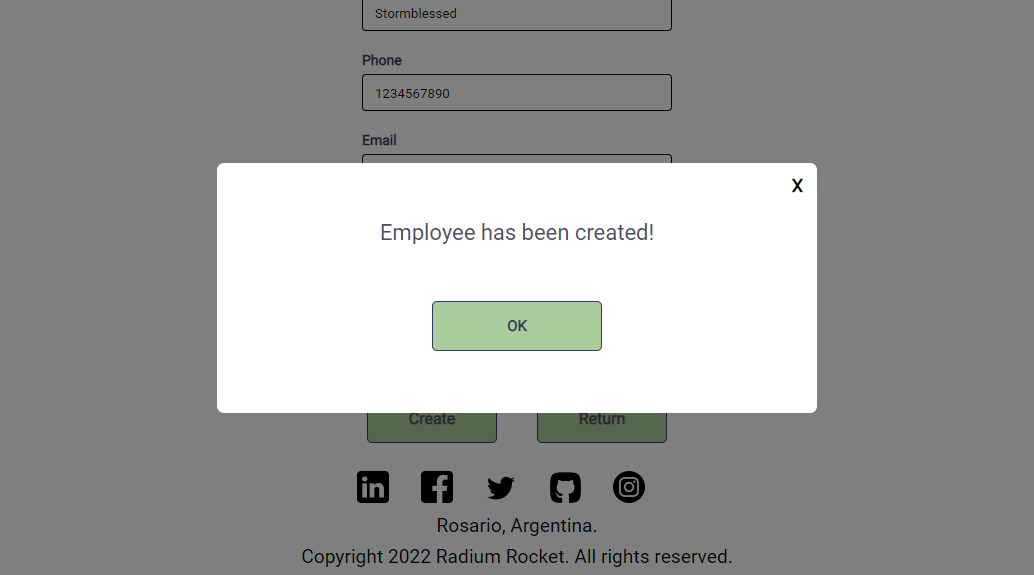 Stormblessed
Phone
1234567890
Email
X
Employee has been created!
OK
Create
Return
Rosario, Argentina.
Copyright 2022 Radium Rocket. All rights reserved.